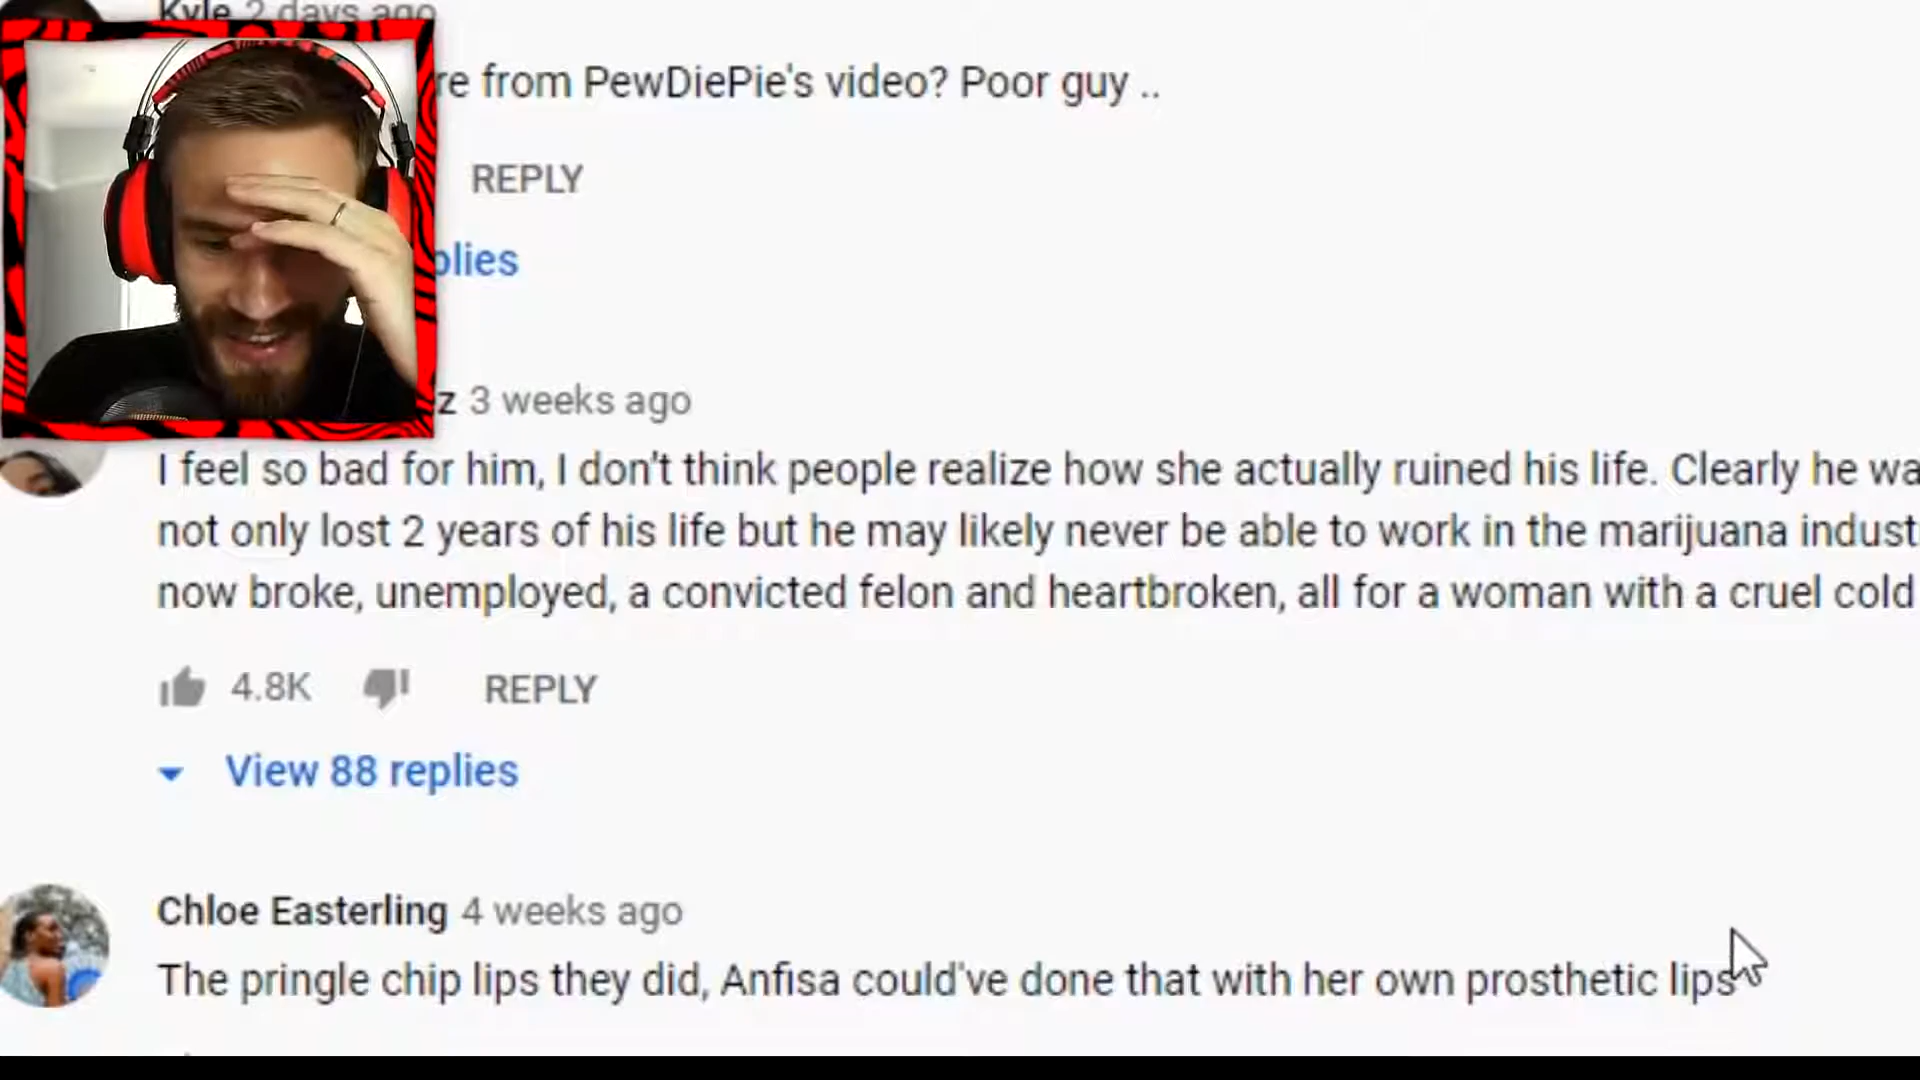 Kyle 2 days ago
re from PewDiePie's video? Poor guy ..
REPLY
plies
z 3 weeks ago
I feel so bad for him, I don't think people realize how she actually ruined his life. Clearly he wa
not only lost 2 years of his life but he may likely never be able to work in the marijuana indust
now broke, unemployed, a convicted felon and heartbroken, all for a woman with a cruel cold
4.8K REPLY
View 88 replies
Chloe Easterling 4 weeks ago
The pringle chip lips they did, Anfisa could've done that with her own prosthetic lips